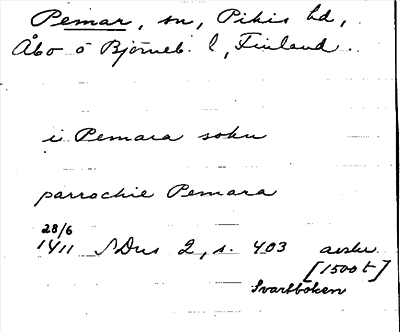 Pemar, sn, Pikis hd,
Åbo o Björneb. l, Finland.
i Pemara sokn
parrochie Pemara
28/6
1411 SDns 2, s. 403 avskr.
[1500 t]
Svartboken